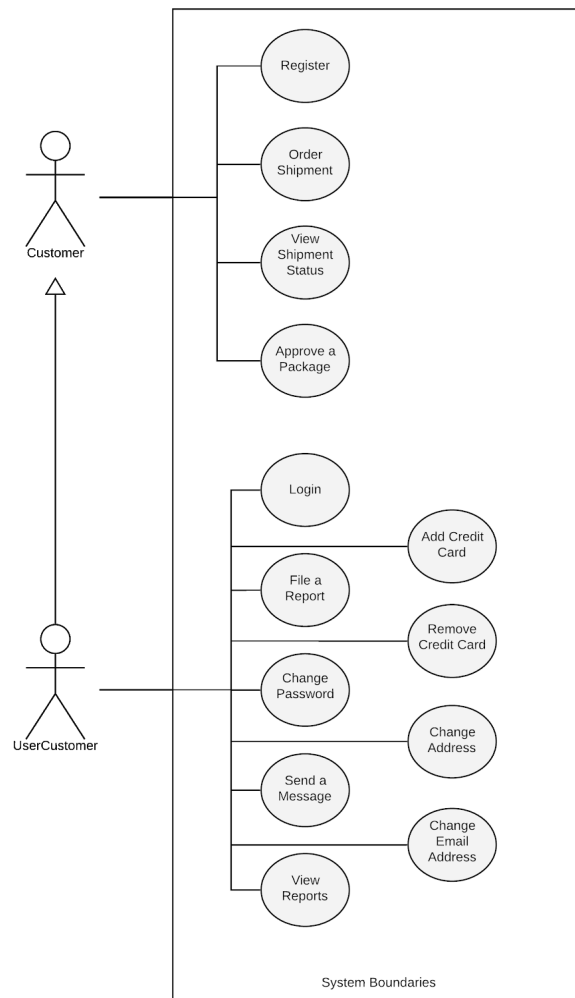 Register
Order
Shipment
View
Shipment
Status
Customer
Approve a
Package
Login
Add Credit
Card
File a
Report
Remove
Credit Card
Change
Password
UserCustomer
Change
Address
Send a
Message
Change
Email
Address
View
Reports
System Boundaries